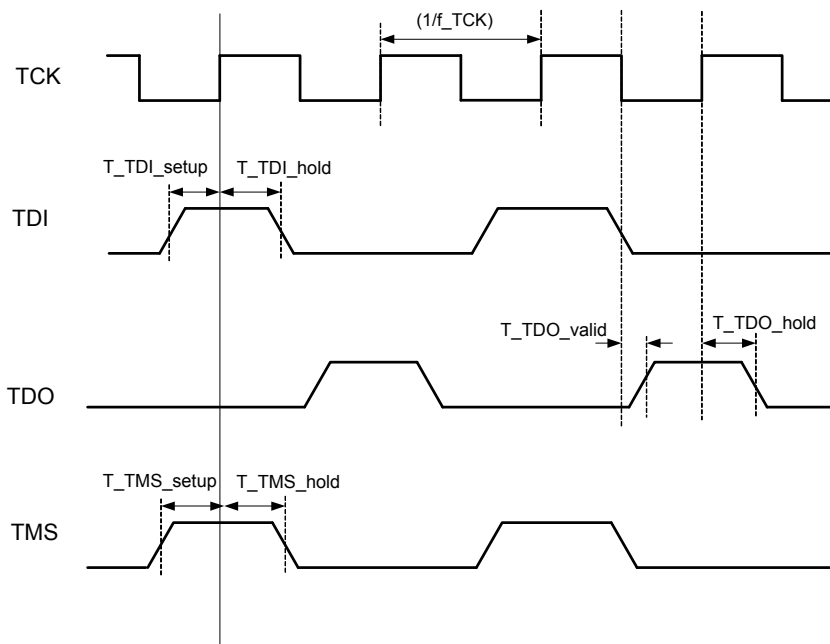 (1/f_TCK)
TCK
T_TDI_setup
T_TDI_hold
TDI
T_TDO_valid
T_TDO_hold
TDO
T_TMS_setup
T_TMS_hold
TMS